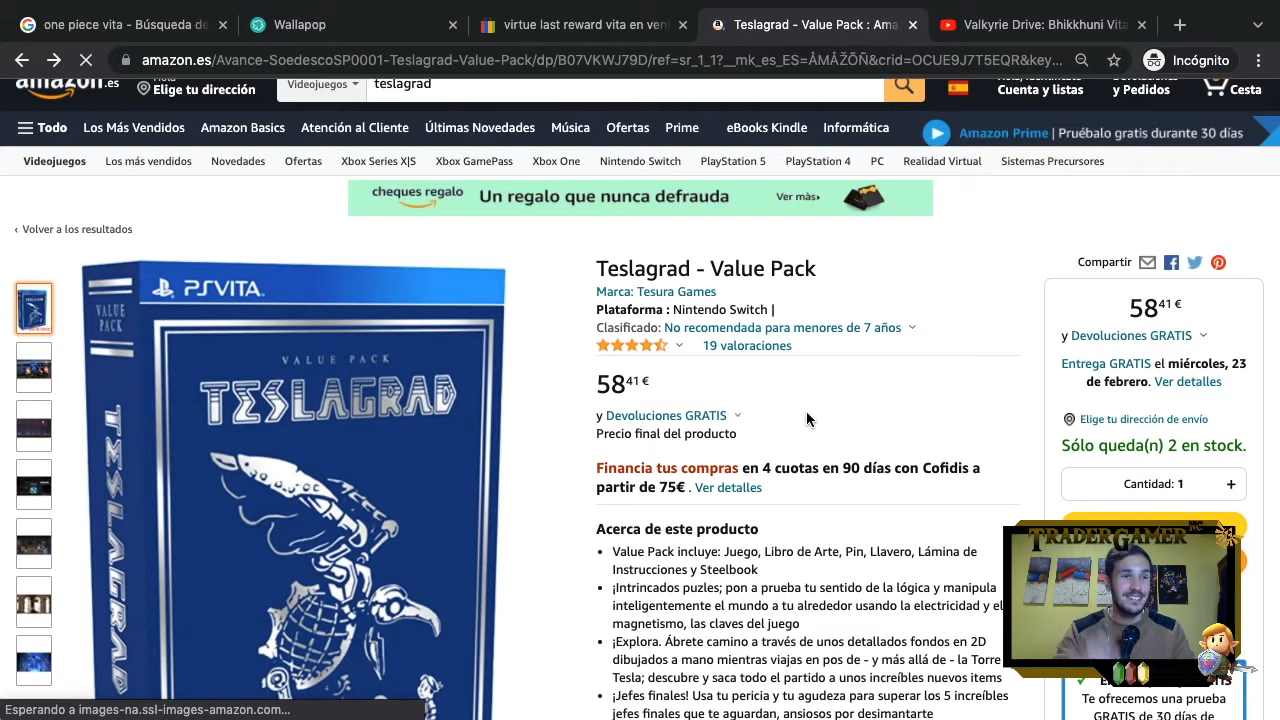 one piece vita - Búsqueda de
Wallapop
virtue last reward vita en ven
Teslagrad - Value Pack : Ama
Valkyrie Drive: Bhikkhuni Vita
amazon.es/Avance-SoedescoSP0001-Teslagrad-Value-Pack/dp/B07VKWJ79D/ref=sr_1_1?__mk_es_ES=ÅMÅŽÕÑ&crid=OCUE9J7T5EQR&key...
Incógnito
amazon.es
Hola
Elige tu dirección
Videojuegos
teslagrad
Cuenta y listas
Devoluciones
y Pedidos
Cesta
Todo
Los Más Vendidos
Amazon Basics
Atención al Cliente
Últimas Novedades
Música
Ofertas
Prime
eBooks Kindle
Informática
Amazon Prime | Pruébalo gratis durante 30 días
Videojuegos
Los más vendidos
Novedades
Ofertas
Xbox Series X|S
Xbox GamePass
Xbox One
Nintendo Switch
PlayStation 5
PlayStation 4
PC
Realidad Virtual
Sistemas Precursores
cheques regalo
Un regalo que nunca defrauda
Ver màs
‹ Volver a los resultados
VALUE PACK
TESLAGRAD
PSVITA
VALUE PACK
TESLAGRAD
Teslagrad - Value Pack
Marca: Tesura Games
Plataforma : Nintendo Switch |
Clasificado: No recomendada para menores de 7 años
19 valoraciones
58 41 €
y Devoluciones GRATIS
Precio final del producto
Financia tus compras en 4 cuotas en 90 días con Cofidis a
partir de 75€ . Ver detalles
Acerca de este producto
• Value Pack incluye: Juego, Libro de Arte, Pin, Llavero, Lámina de
Instrucciones y Steelbook
• ¡Intrincados puzles; pon a prueba tu sentido de la lógica y manipula
inteligentemente el mundo a tu alrededor usando la electricidad y el
magnetismo, las claves del juego
• ¡Explora. Ábrete camino a través de unos detallados fondos en 2D
dibujados a mano mientras viajas en pos de - y más allá de - la Torre
Tesla; descubre y saca todo el partido a unos increíbles nuevos items
• ¡Jefes finales! Usa tu pericia y tu agudeza para superar los 5 increíbles
jefes finales que te aguardan, ansiosos por desimantarte
Compartir
58 41 €
y Devoluciones GRATIS
Entrega GRATIS el miércoles, 23
de febrero. Ver detalles
Elige tu dirección de envío
Sólo queda(n) 2 en stock.
Cantidad: 1 +
TRADERGAMER
MC
Te ofrecemos una prueba
GRATIS de 30 días de
Esperando a images-na.ssl-images-amazon.com...